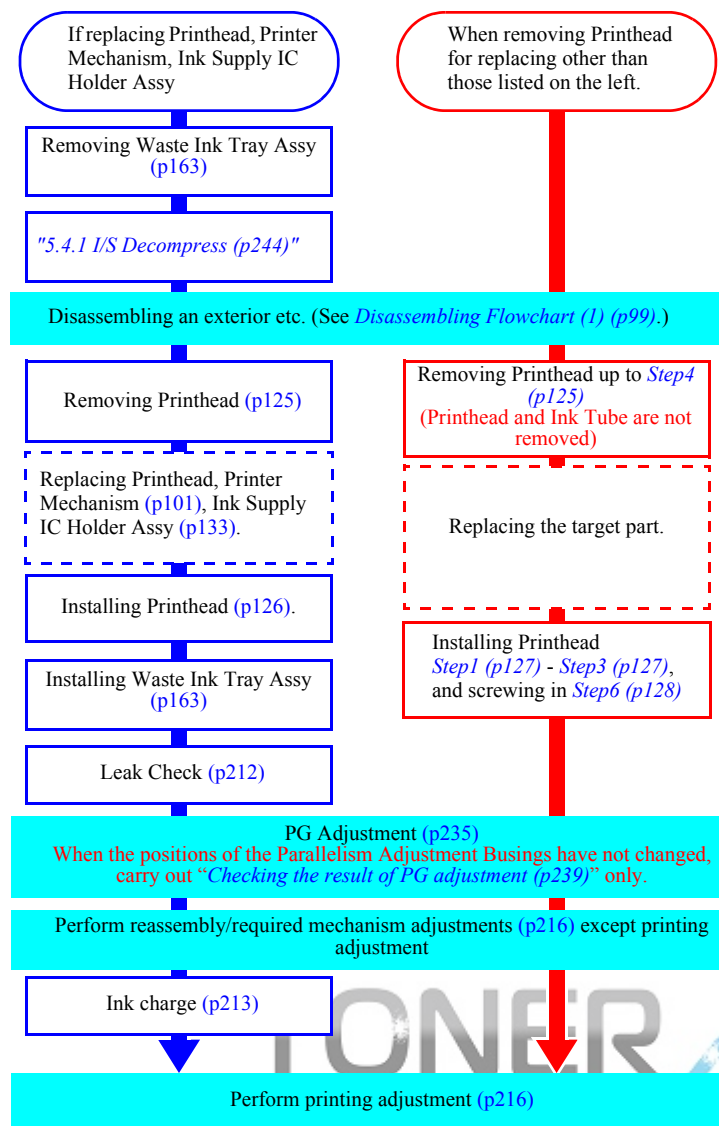 If replacing Printhead, Printer
Mechanism, Ink Supply IC
Holder Assy
When removing Printhead
for replacing other than
those listed on the left.
Removing Waste Ink Tray Assy
(p163)
"5.4.1 I/S Decompress (p244)"
Disassembling an exterior etc. (See Disassembling Flowchart (1) (p99).)
Removing Printhead (p125)
Removing Printhead up to Step4
(p125)
(Printhead and Ink Tube are not
removed)
Replacing Printhead, Printer
Mechanism (p101), Ink Supply
IC Holder Assy (p133).
Replacing the target part.
Installing Printhead (p126).
Installing Printhead
Step1 (p127) - Step3 (p127),
and screwing in Step6 (p128)
Installing Waste Ink Tray Assy
(p163)
Leak Check (p212)
PG Adjustment (p235)
When the positions of the Parallelism Adjustment Busings have not changed,
carry out “Checking the result of PG adjustment (p239)” only.
Perform reassembly/required mechanism adjustments (p216) except printing
adjustment
Ink charge (p213)
TONER
Perform printing adjustment (p216)